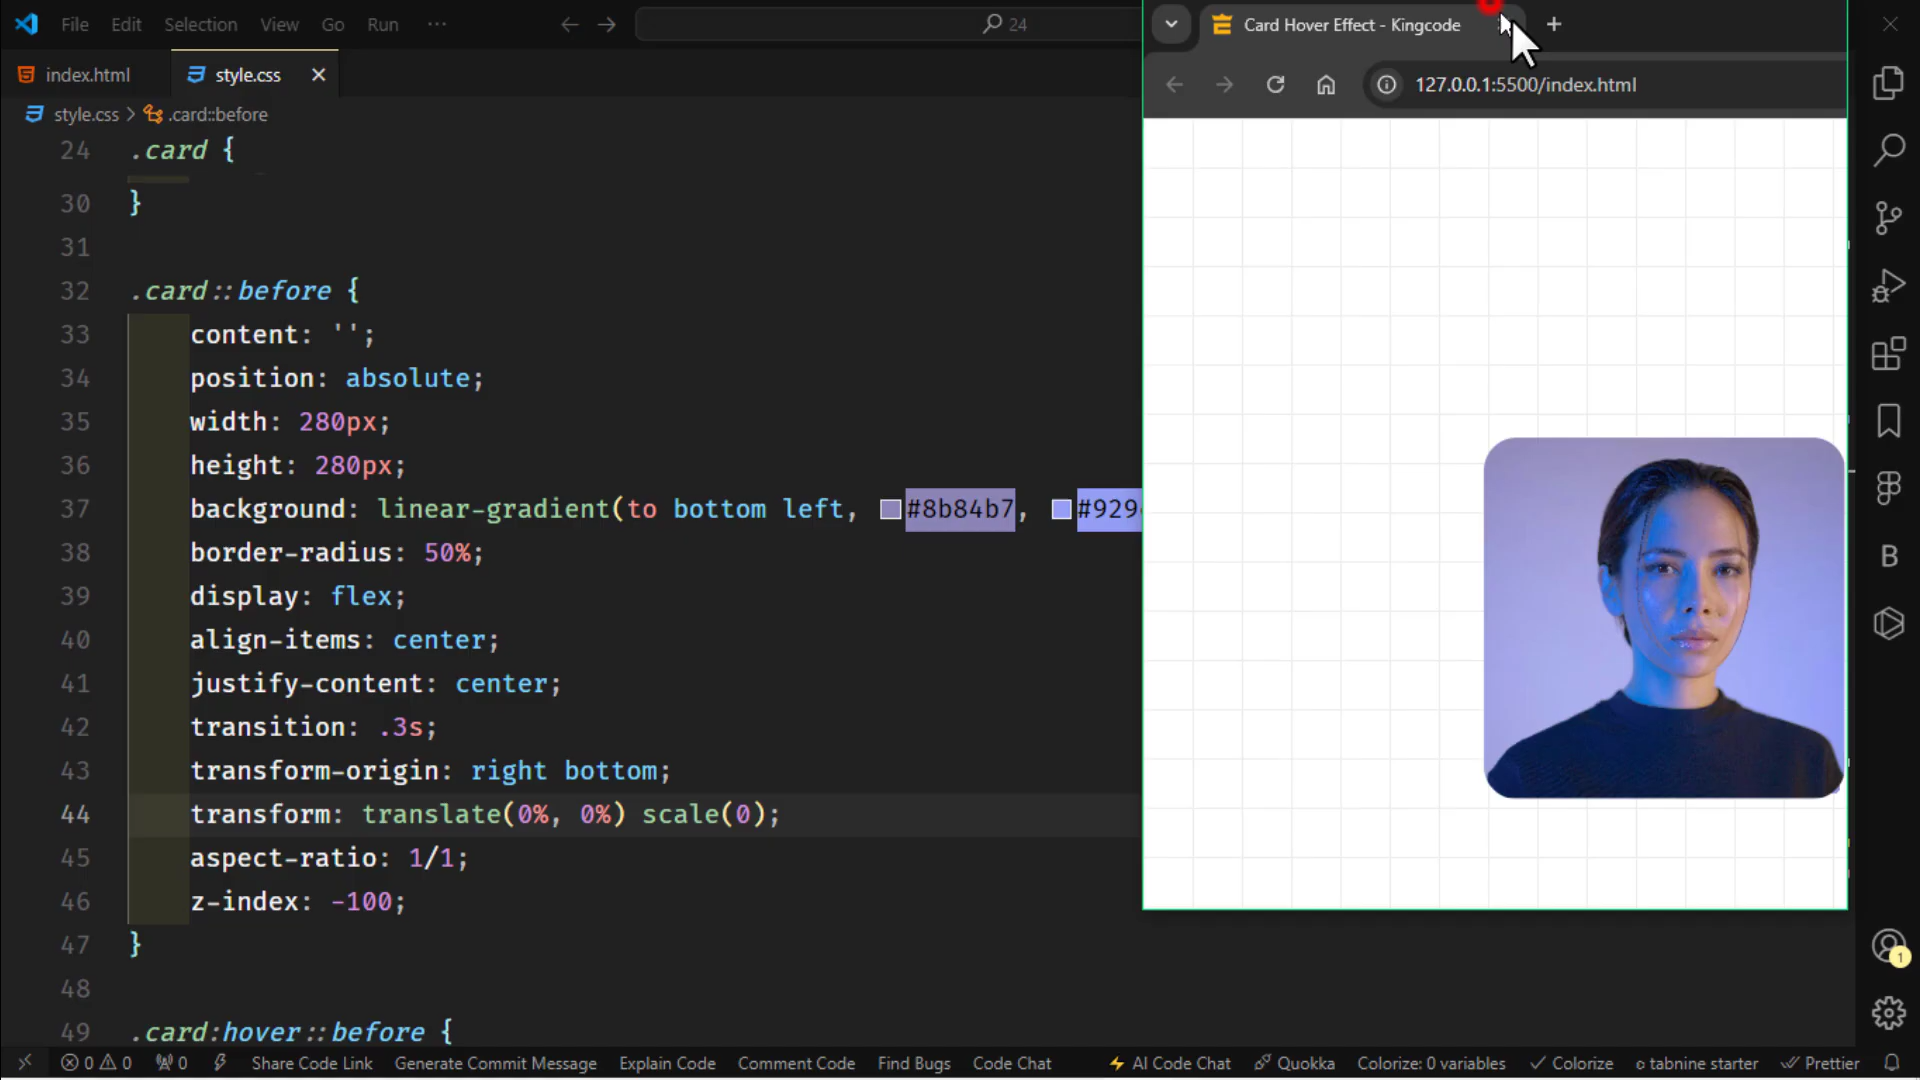 File Edit Selection View Go Run ··· 24
Card Hover Effect - Kingcode
index.html style.css
127.0.0.1:5500/index.html
style.css > .card::before
24 .card {
30 }
31
32 .card::before {
33 content: '';
34 position: absolute;
35 width: 280px;
36 height: 280px;
37 background: linear-gradient(to bottom left, #8b84b7, #929
38 border-radius: 50%;
39 display: flex;
40 align-items: center;
41 justify-content: center;
42 transition: .3s;
43 transform-origin: right bottom;
44 transform: translate(0%, 0%) scale(0);
45 aspect-ratio: 1/1;
46 z-index: -100;
47 }
48
49 .card:hover::before {
B
1
0 0 0 Share Code Link Generate Commit Message Explain Code Comment Code Find Bugs Code Chat AI Code Chat Quokka Colorize: 0 variables Colorize tabnine starter Prettier